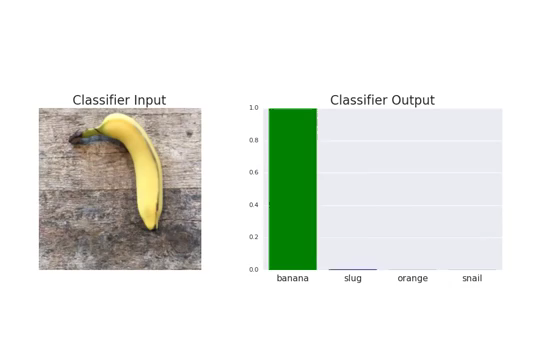 Classifier Input
Classifier Output
1.0
0.8
0.6
0.4
0.2
0.0
banana
slug
orange
snail